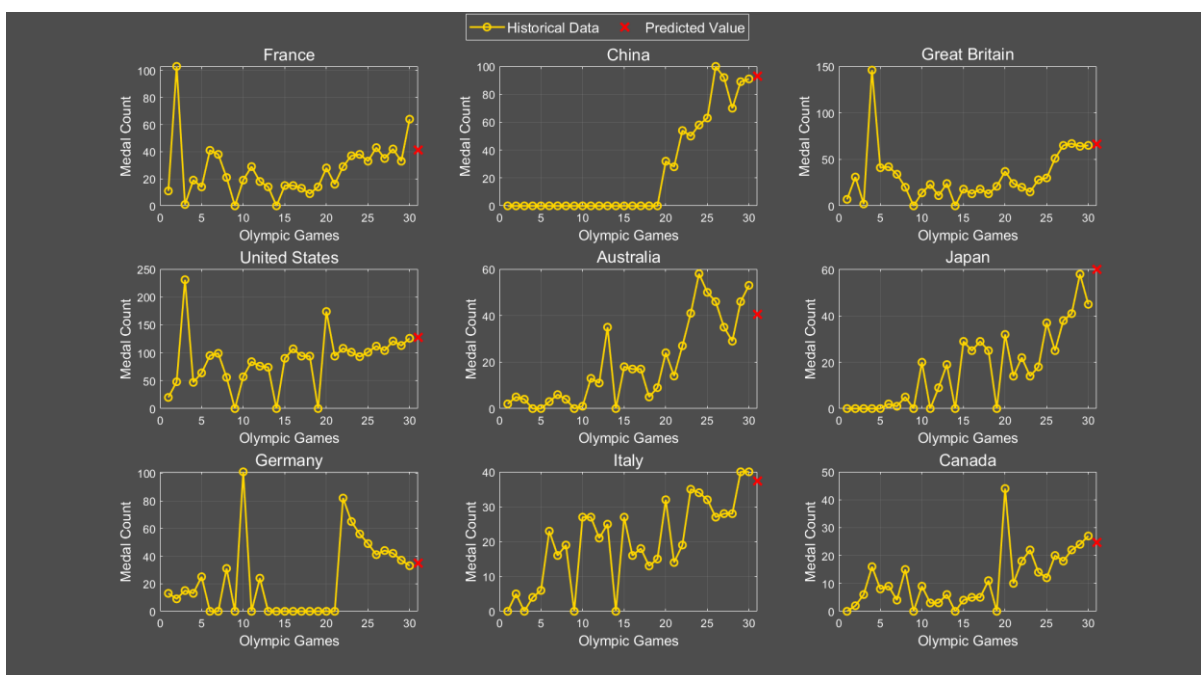 Historical Data Predicted Value
France
100
80
60
40
20
0
Medal Count
0 5 10 15 20 25 30
Olympic Games
China
100
80
60
40
20
0
Medal Count
0 5 10 15 20 25 30
Olympic Games
Great Britain
150
100
50
0
Medal Count
0 5 10 15 20 25 30
Olympic Games
United States
250
200
150
100
50
0
Medal Count
0 5 10 15 20 25 30
Olympic Games
Australia
60
40
20
0
Medal Count
0 5 10 15 20 25 30
Olympic Games
Japan
60
40
20
0
Medal Count
0 5 10 15 20 25 30
Olympic Games
Germany
100
80
60
40
20
0
Medal Count
0 5 10 15 20 25 30
Olympic Games
Italy
40
30
20
10
0
Medal Count
0 5 10 15 20 25 30
Olympic Games
Canada
50
40
30
20
10
0
Medal Count
0 5 10 15 20 25 30
Olympic Games